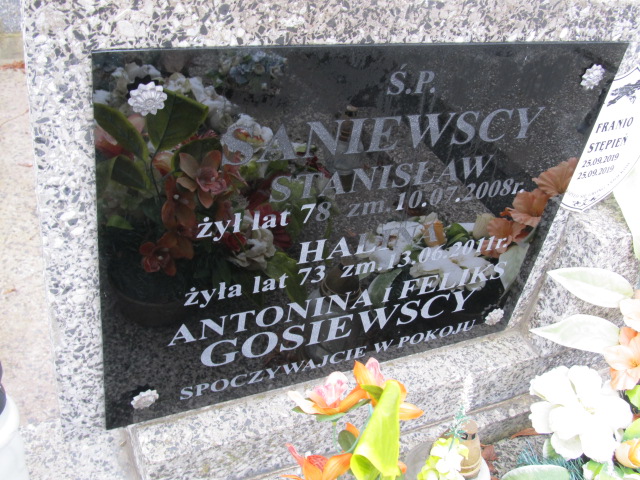 Ś.P.
SANIEWSCY
STANISŁAW
żył lat 78 zm. 10.07.2008r.
HALINA
żyła lat 73 zm 13.06.2011r.
ANTONINA I FELIKS
GOSIEWSCY
SPOCZYWAJCIE W POKOJU
FRANIO
STĘPIEŃ
25.09.2019
25.09.2019